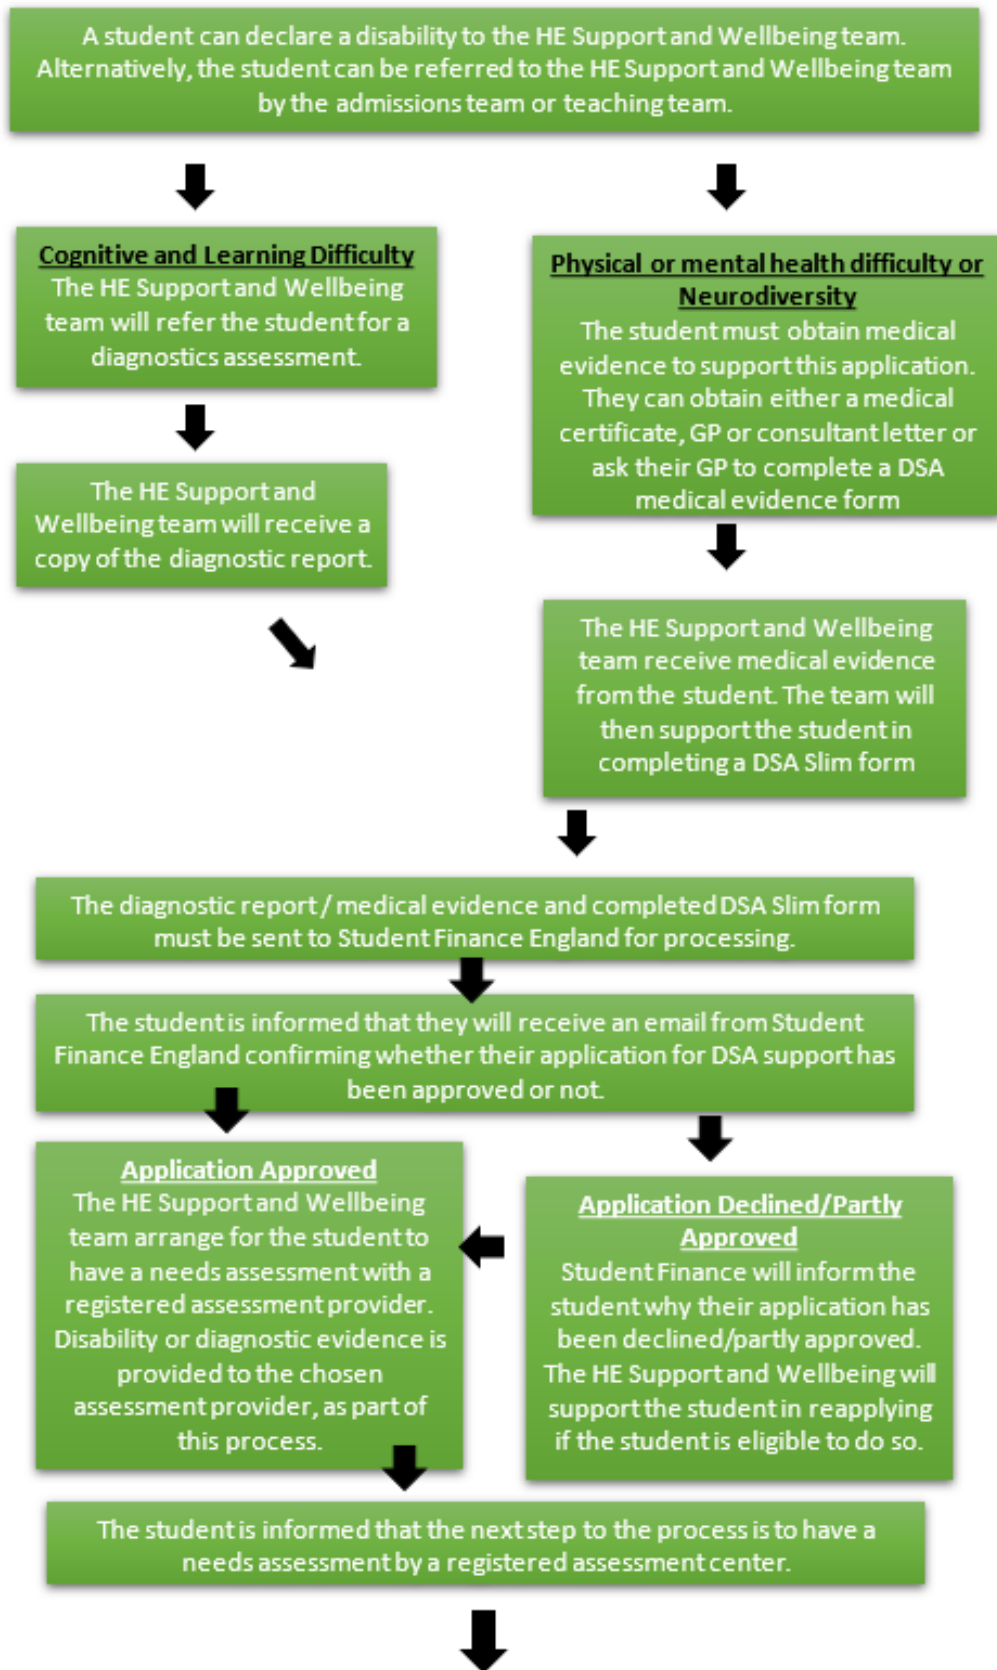 A student can declare a disability to the HE Support and Wellbeing team.
Alternatively, the student can be referred to the HE Support and Wellbeing team
by the admissions team or teaching team.
Cognitive and Learning Difficulty
The HE Support and Wellbeing
team will refer the student for a
diagnostics assessment.
Physical or mental health difficulty or
Neurodiversity
The student must obtain medical
evidence to support this application.
They can obtain either a medical
certificate, GP or consultant letter or
ask their GP to complete a DSA
medical evidence form
The HE Support and
Wellbeing team will receive a
copy of the diagnostic report.
The HE Support and Wellbeing
team receive medical evidence
from the student. The team will
then support the student in
completing a DSA Slim form
The diagnostic report / medical evidence and completed DSA Slim form
must be sent to Student Finance England for processing.
The student is informed that they will receive an email from Student
Finance England confirming whether their application for DSA support has
been approved or not.
Application Approved
The HE Support and Wellbeing
team arrange for the student to
have a needs assessment with a
registered assessment provider.
Disability or diagnostic evidence is
provided to the chosen
assessment provider, as part of
this process.
Application Declined/Partly
Approved
Student Finance will inform the
student why their application has
been declined/partly approved.
The HE Support and Wellbeing will
support the student in reapplying
if the student is eligible to do so.
The student is informed that the next step to the process is to have a
needs assessment by a registered assessment center.